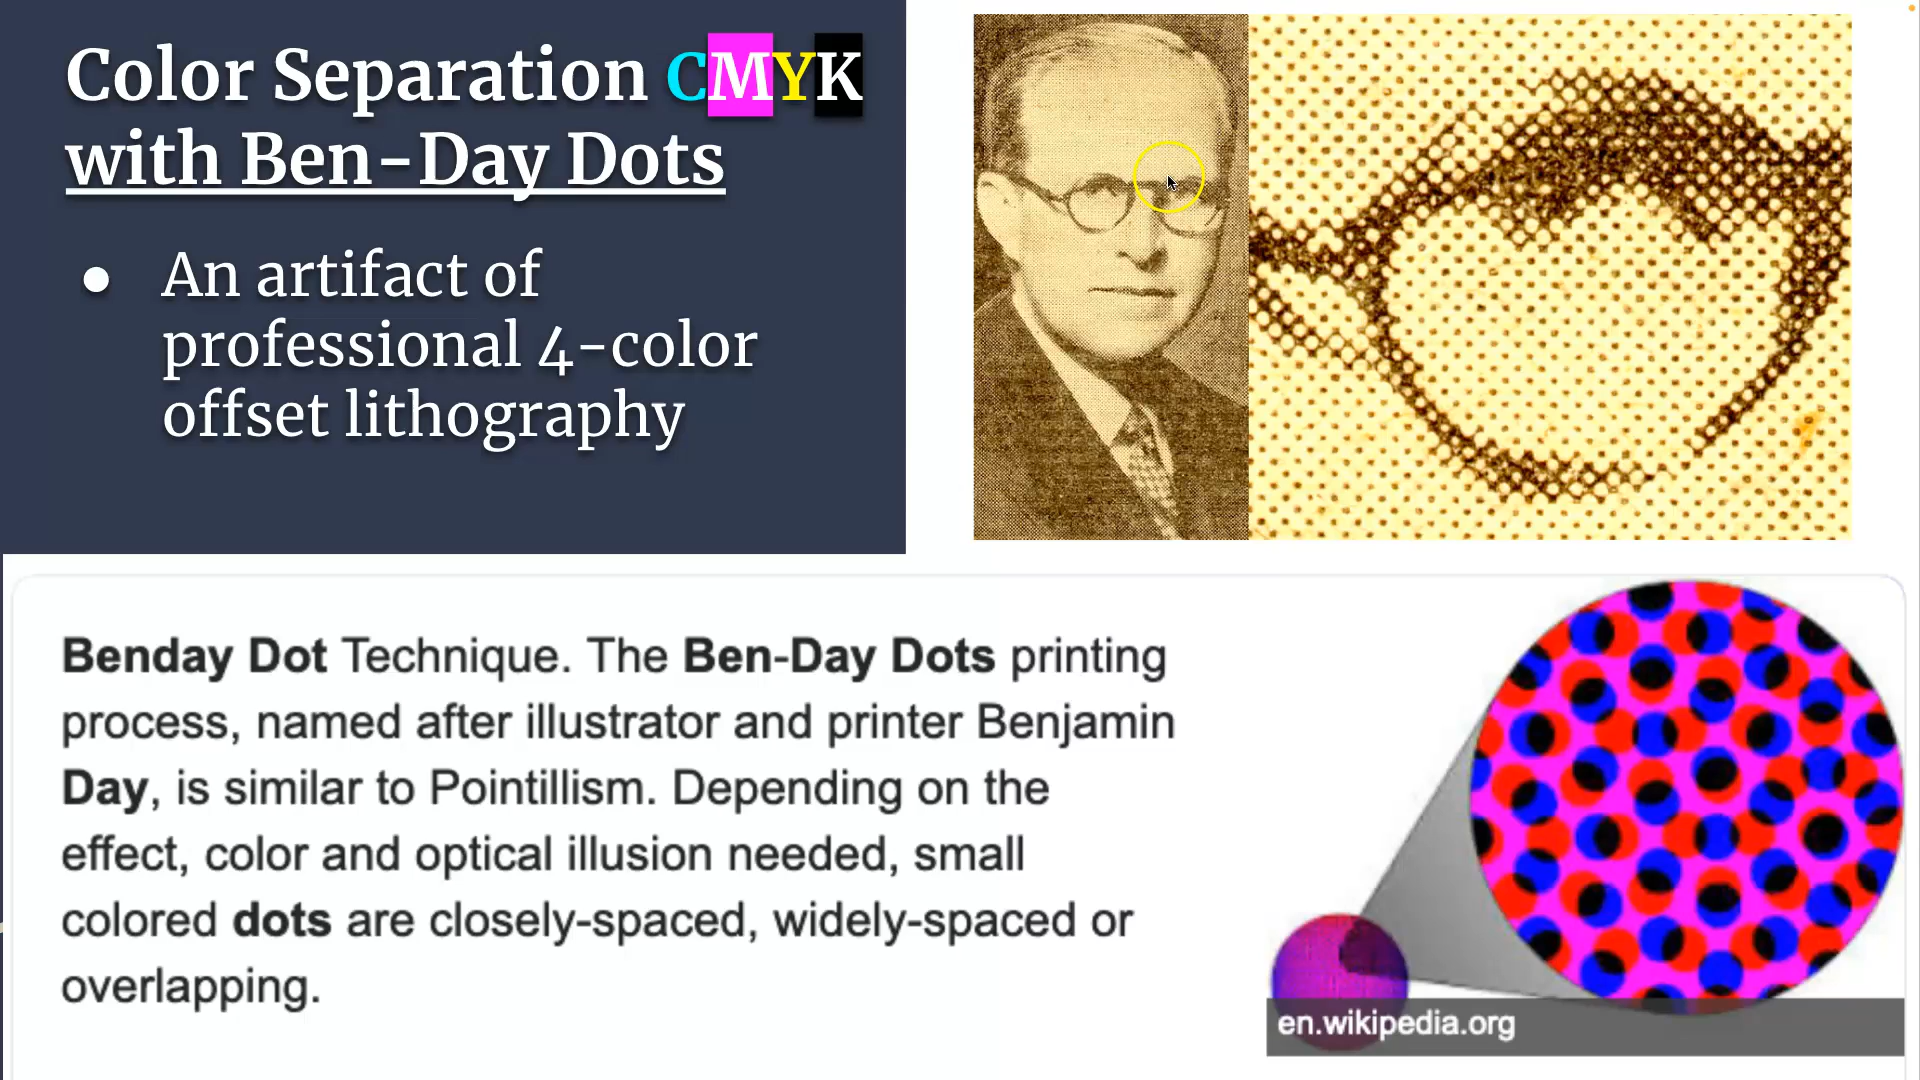 Color Separation CMYK
with Ben-Day Dots
● An artifact of
professional 4-color
offset lithography
Benday Dot Technique. The Ben-Day Dots printing
process, named after illustrator and printer Benjamin
Day, is similar to Pointillism. Depending on the
effect, color and optical illusion needed, small
colored dots are closely-spaced, widely-spaced or
overlapping.
en.wikipedia.org